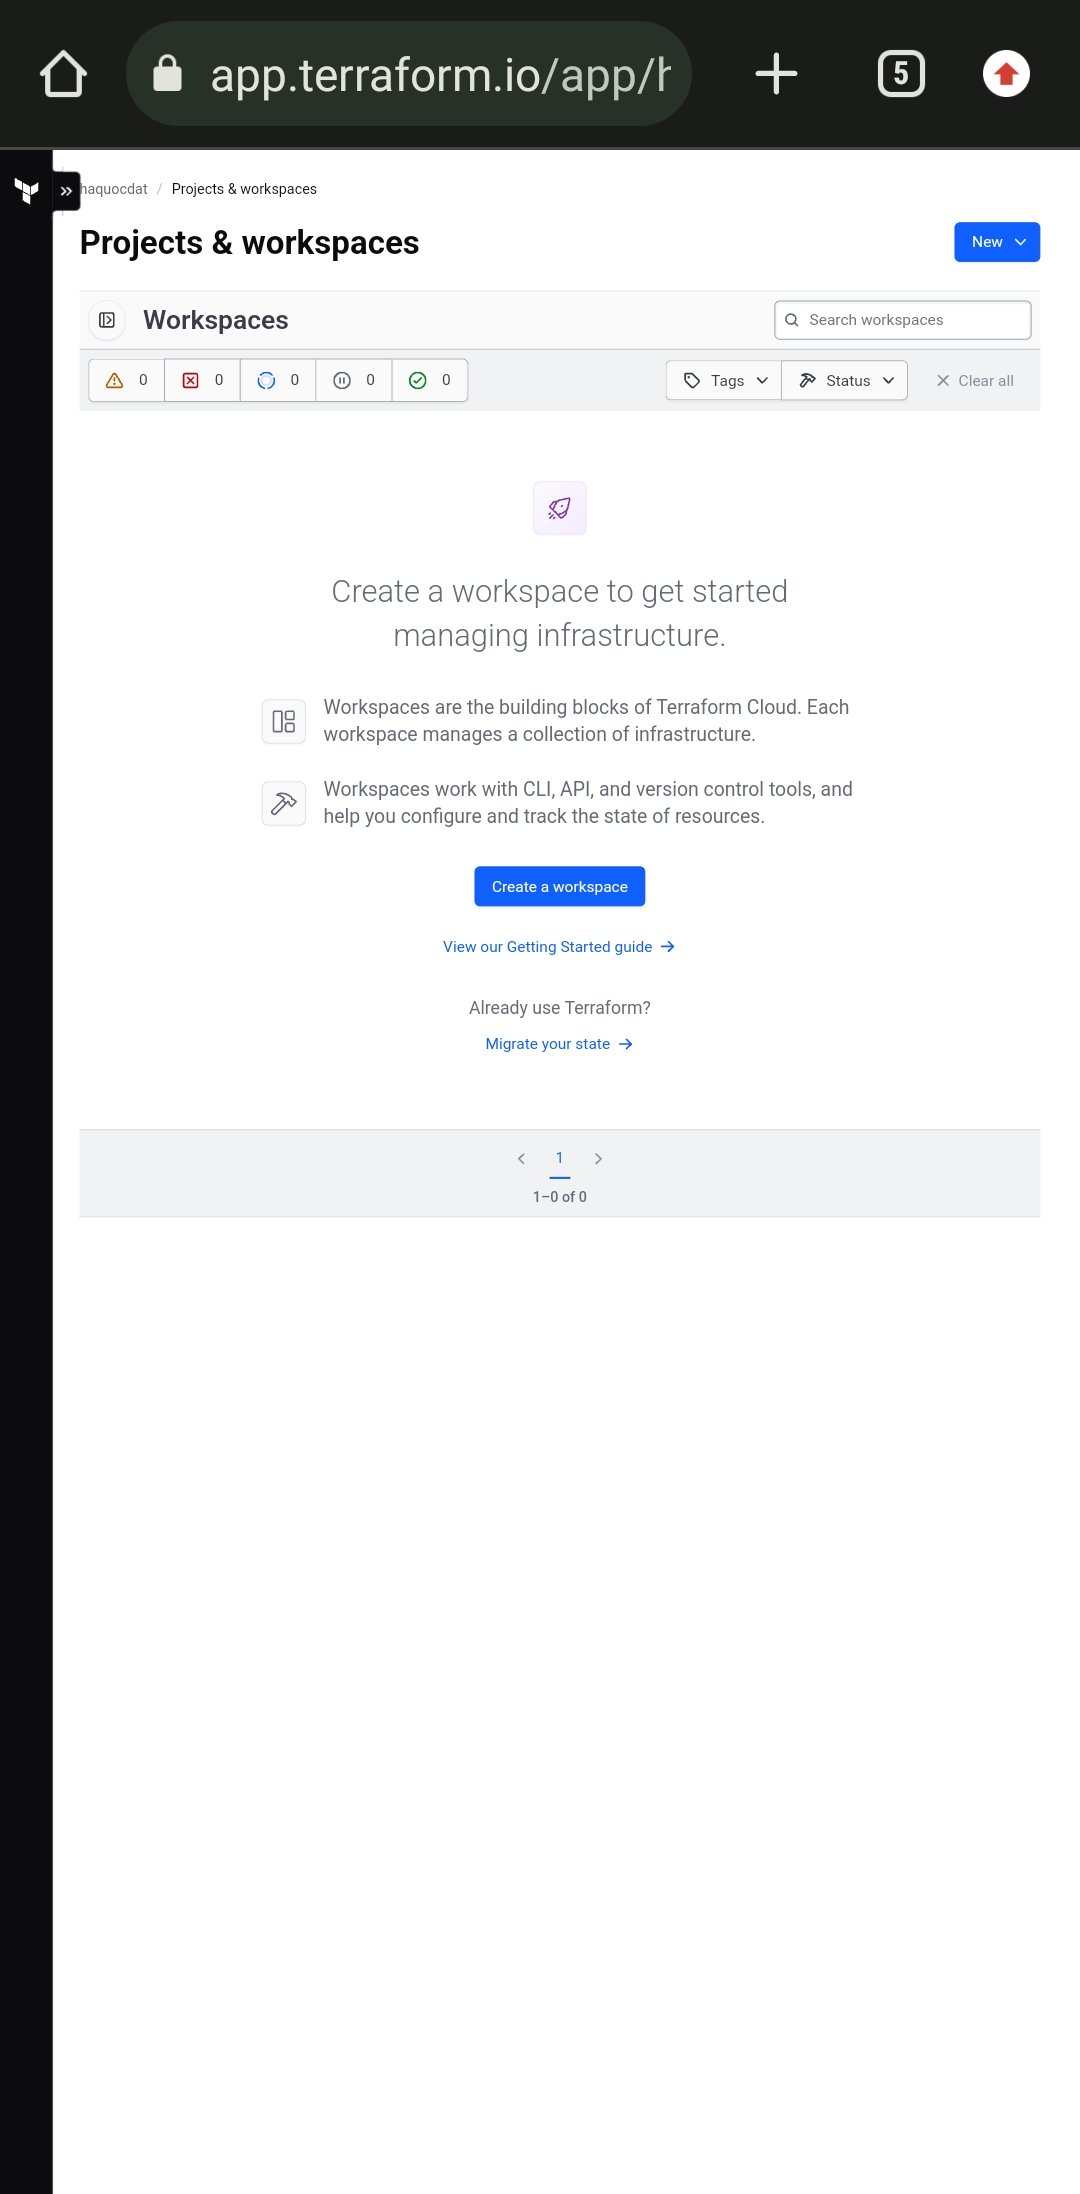 app.terraform.io/app/h
5
haquocdat / Projects & workspaces
Projects & workspaces
New
Workspaces
Search workspaces
0 0 0 0 0
Tags Status Clear all
Create a workspace to get started
managing infrastructure.
Workspaces are the building blocks of Terraform Cloud. Each
workspace manages a collection of infrastructure.
Workspaces work with CLI, API, and version control tools, and
help you configure and track the state of resources.
Create a workspace
View our Getting Started guide
Already use Terraform?
Migrate your state
1
1–0 of 0